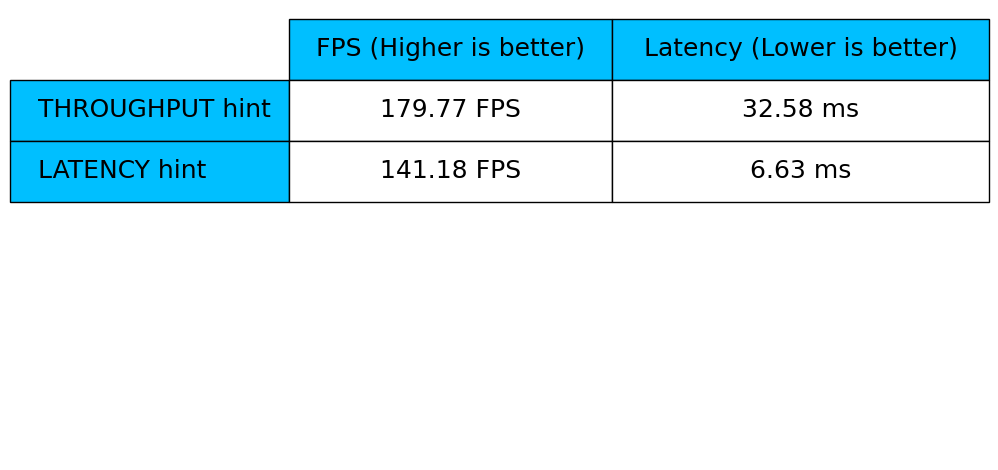 FPS (Higher is better) Latency (Lower is better)
THROUGHPUT hint 179.77 FPS 32.58 ms
LATENCY hint 141.18 FPS 6.63 ms